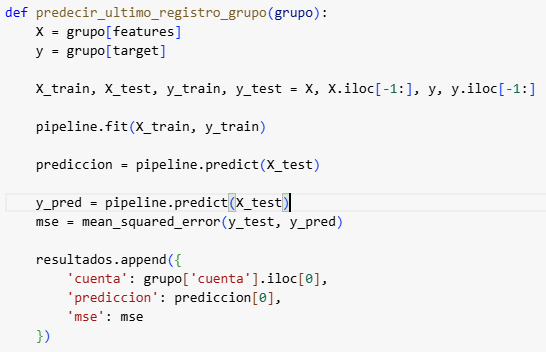 def predecir_ultimo_registro_grupo(grupo):
    X = grupo[features]
    y = grupo[target]
    X_train, X_test, y_train, y_test = X, X.iloc[-1:], y, y.iloc[-1:]
    pipeline.fit(X_train, y_train)
    prediccion = pipeline.predict(X_test)
    y_pred = pipeline.predict(X_test)
    mse = mean_squared_error(y_test, y_pred)
    resultados.append({
        'cuenta': grupo['cuenta'].iloc[0],
        'prediccion': prediccion[0],
        'mse': mse
    })